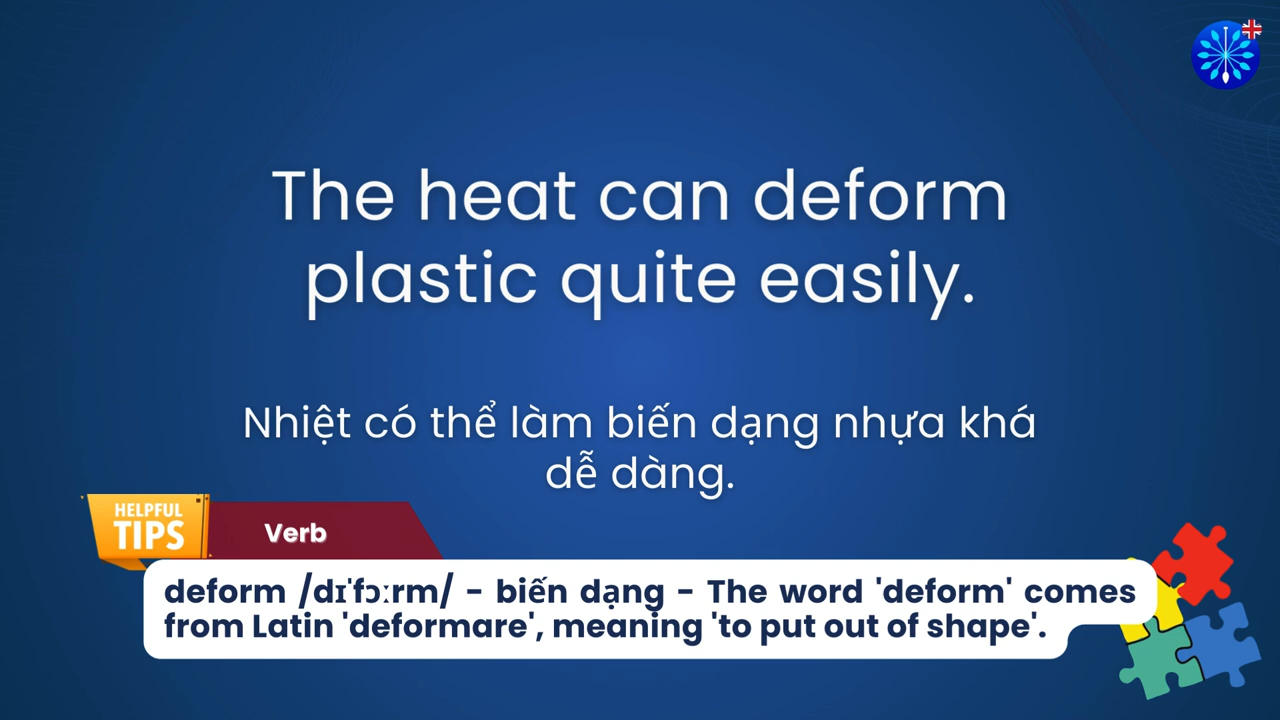 The heat can deform
plastic quite easily.
Nhiệt có thể làm biến dạng nhựa khá
dễ dàng.
HELPFUL
TIPS
Verb
deform /dɪˈfɔːrm/ - biến dạng - The word 'deform' comes
from Latin 'deformare', meaning 'to put out of shape'.